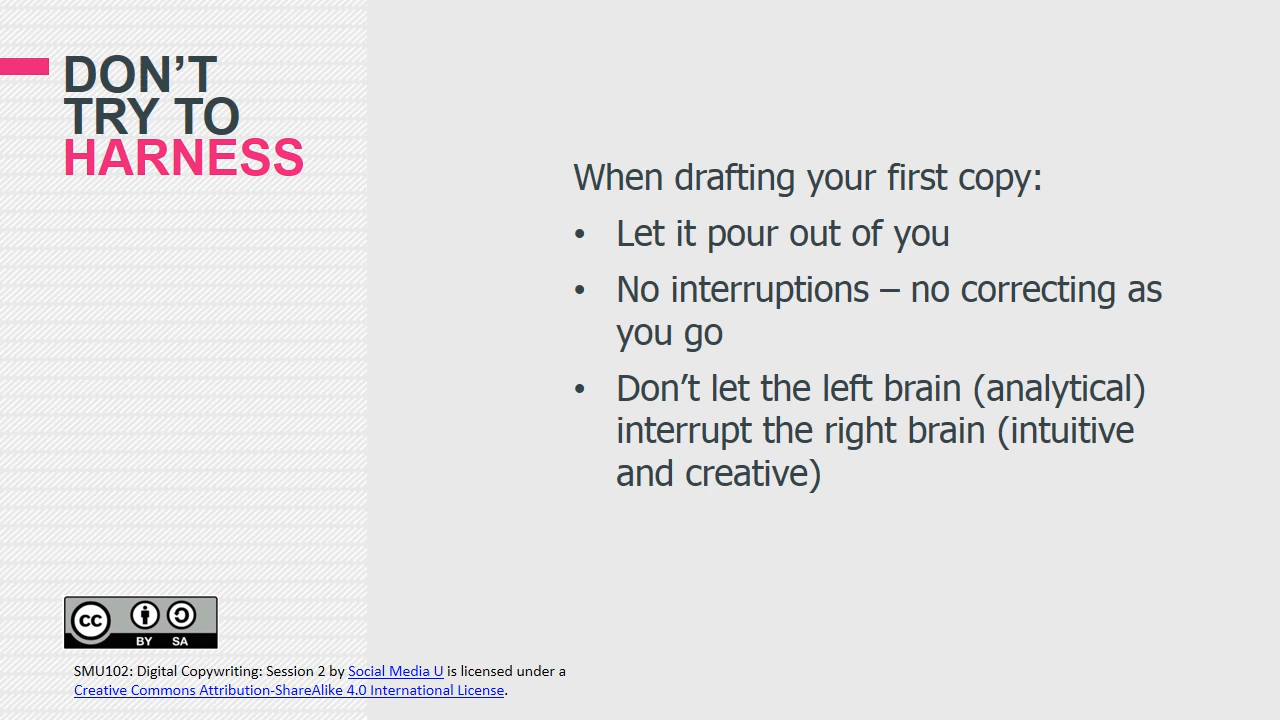 DON’T
TRY TO
HARNESS
When drafting your first copy:
• Let it pour out of you
• No interruptions – no correcting as
you go
• Don’t let the left brain (analytical)
interrupt the right brain (intuitive
and creative)
CC
BY SA
SMU102: Digital Copywriting: Session 2 by Social Media U is licensed under a
Creative Commons Attribution-ShareAlike 4.0 International License.